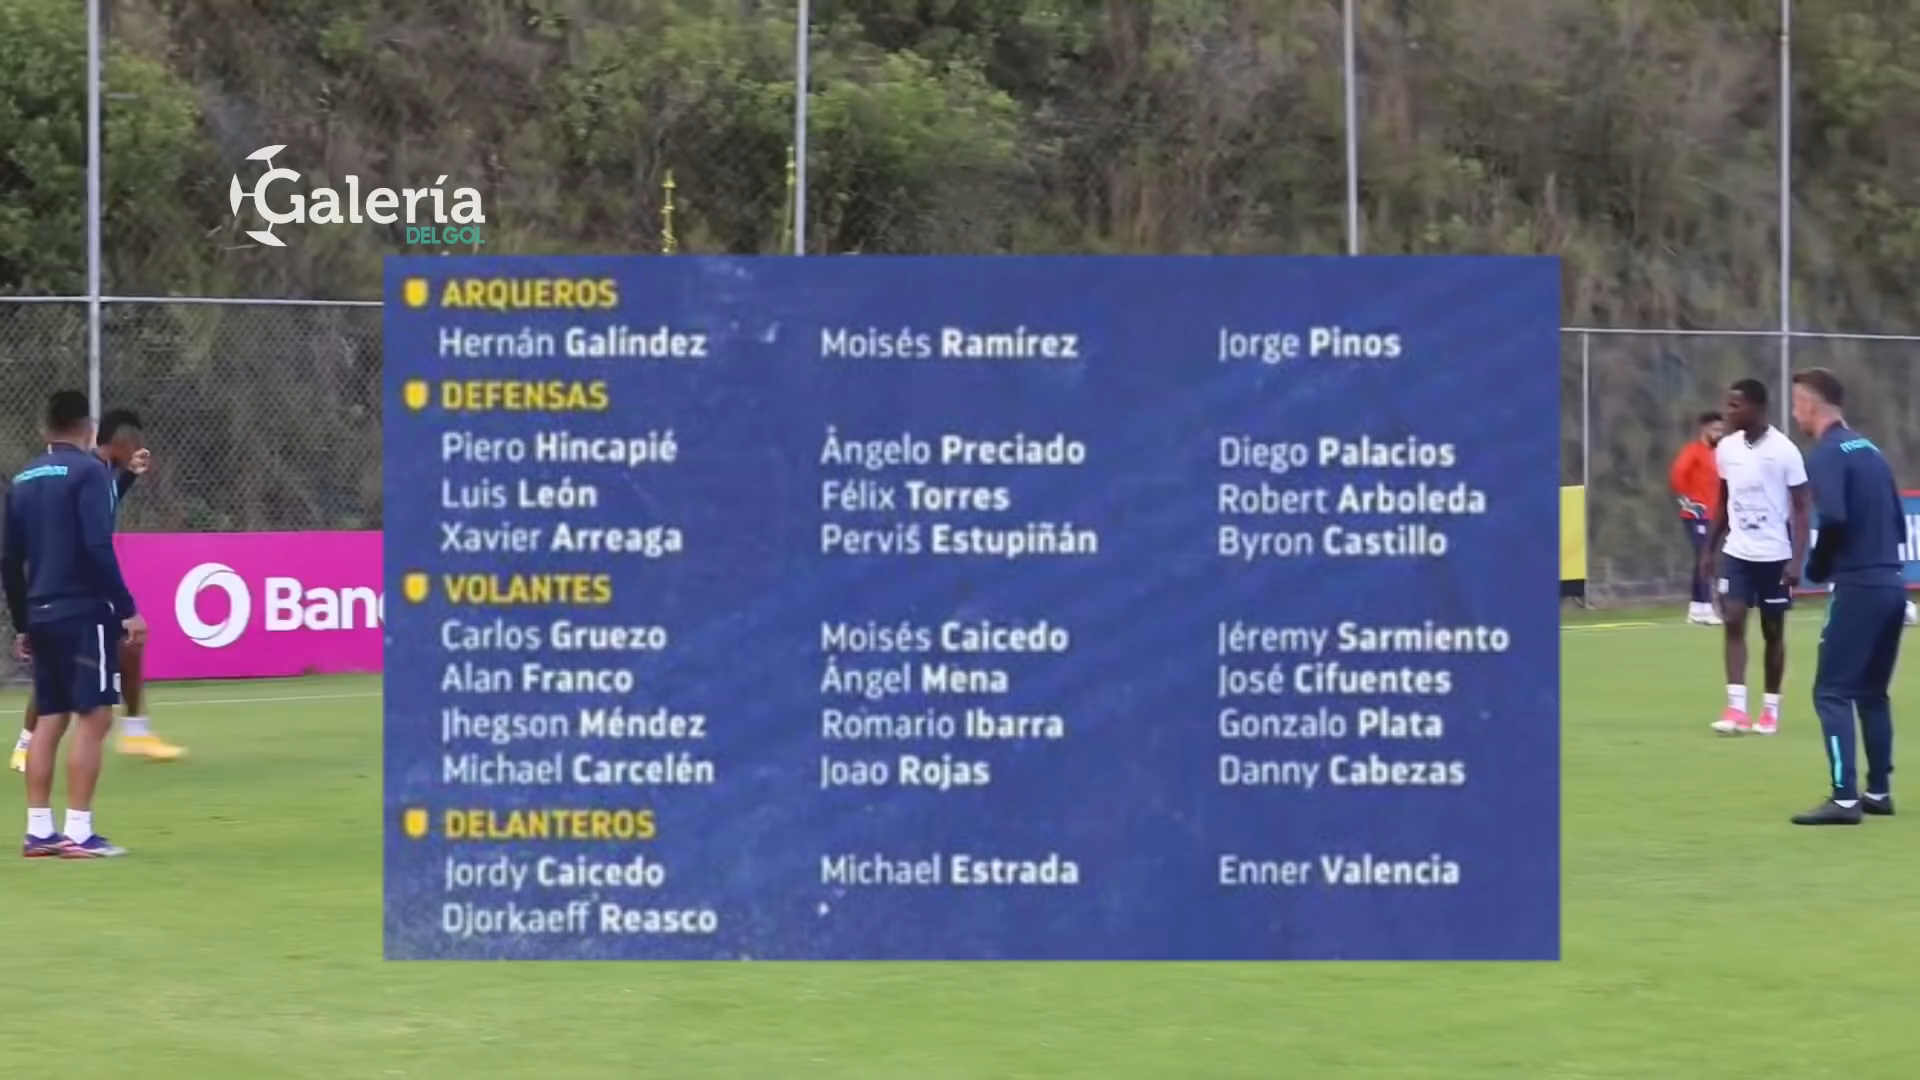 Galería
DEL GOL
ARQUEROS
Hernán Galíndez Moisés Ramírez Jorge Pinos
DEFENSAS
Piero Hincapié Ángelo Preciado Diego Palacios
Luis León Félix Torres Robert Arboleda
Xavier Arreaga Pervis Estupiñán Byron Castillo
VOLANTES
Carlos Gruezo Moisés Caicedo Jéremy Sarmiento
Alan Franco Ángel Mena José Cifuentes
Jhegson Méndez Romario Ibarra Gonzalo Plata
Michael Carcelén Joao Rojas Danny Cabezas
DELANTEROS
Jordy Caicedo Michael Estrada Enner Valencia
Djorkaeff Reasco
Banc